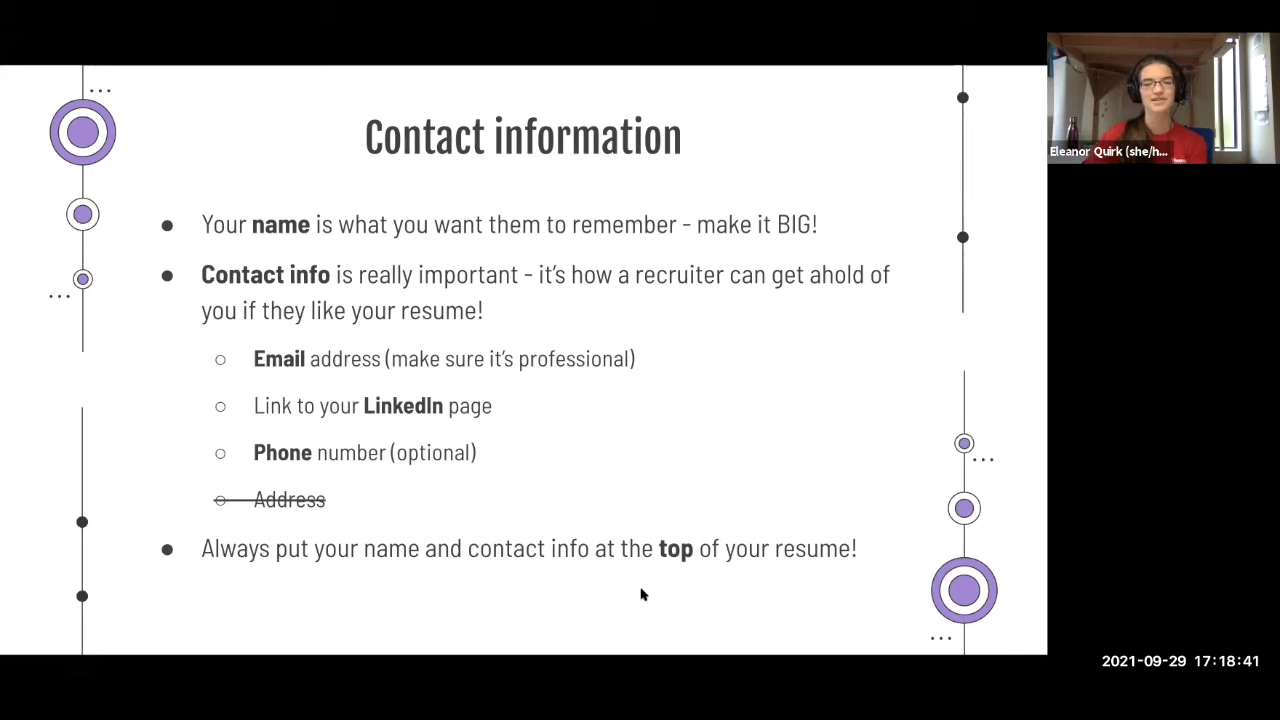 Contact information
● Your name is what you want them to remember - make it BIG!
● Contact info is really important - it's how a recruiter can get ahold of
you if they like your resume!
○ Email address (make sure it's professional)
○ Link to your LinkedIn page
○ Phone number (optional)
○ Address
● Always put your name and contact info at the top of your resume!
Eleanor Quirk (she/h...
2021-09-29 17:18:41